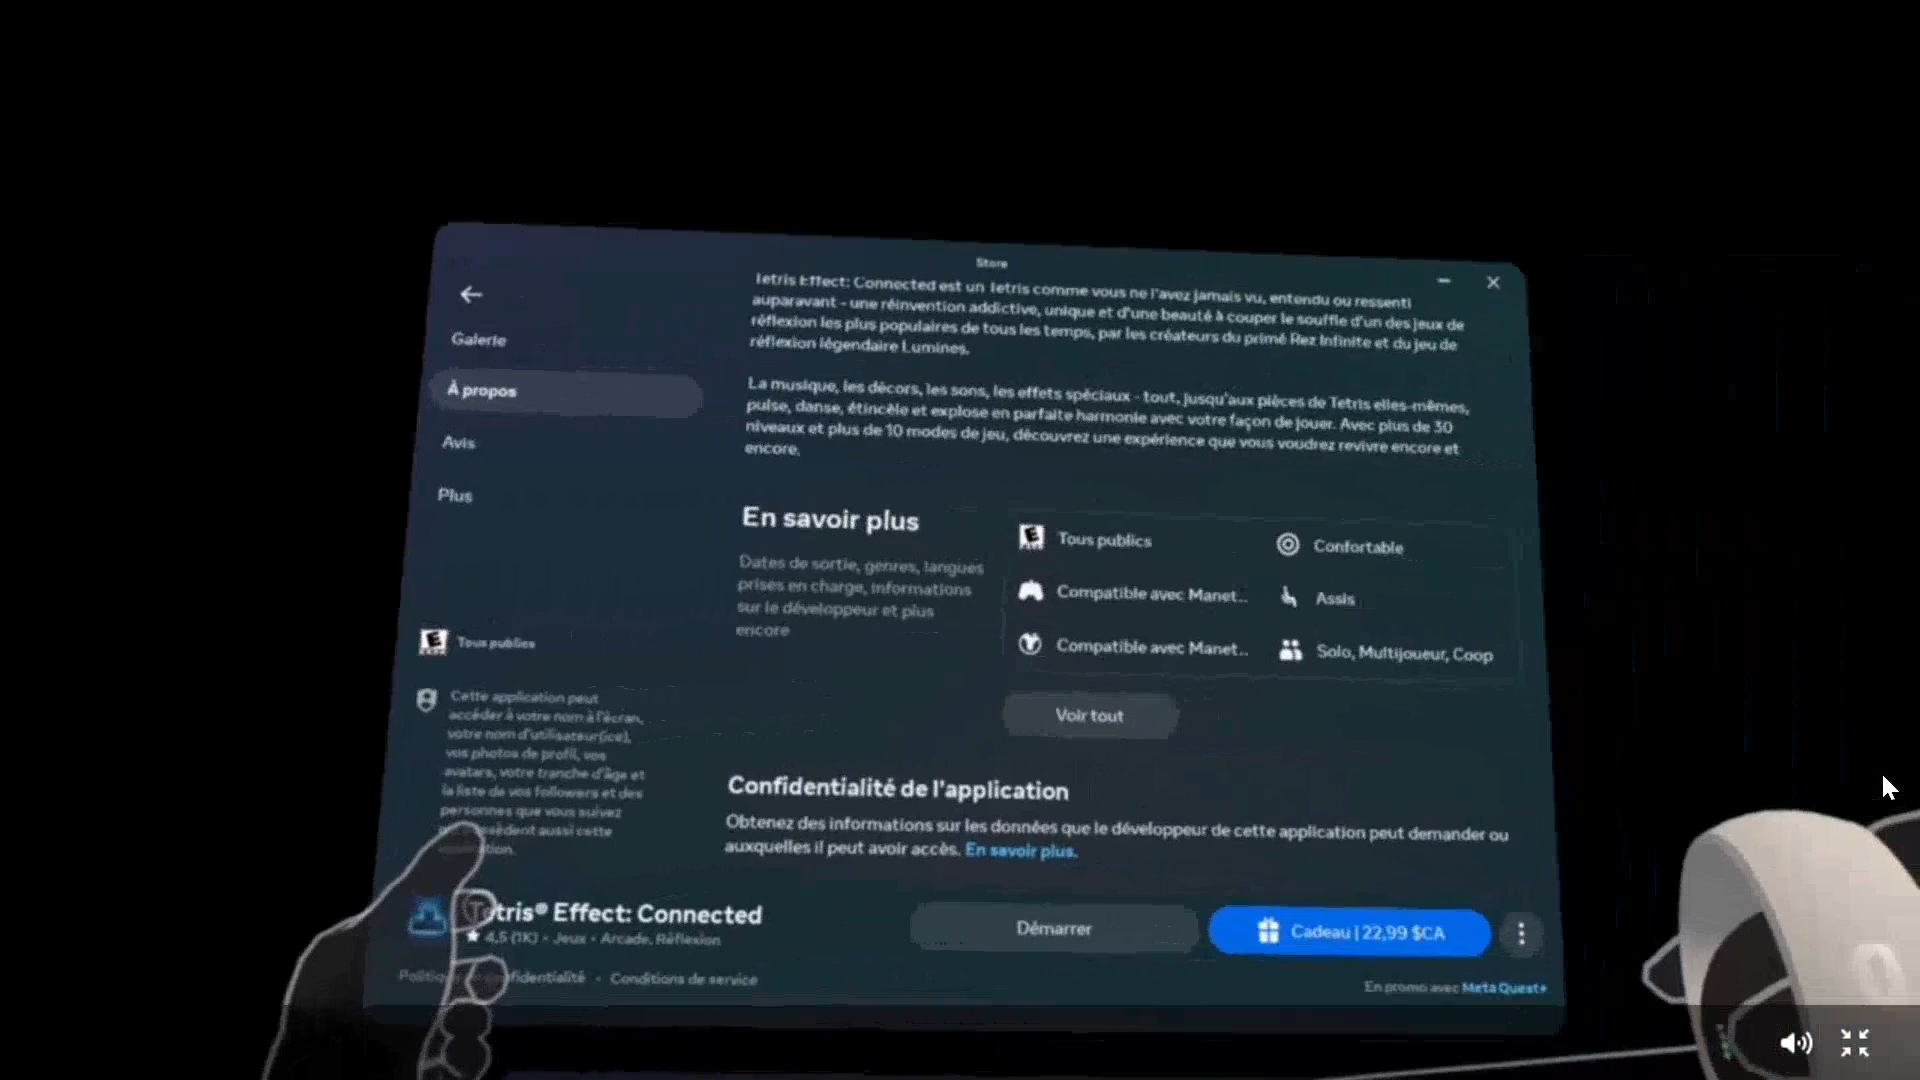 Store
Galerie
À propos
Avis
Plus
Tetris Effect: Connected est un Tetris comme vous ne l'avez jamais vu, entendu ou ressenti
auparavant - une réinvention addictive, unique et d'une beauté à couper le souffle d'un des jeux de
réflexion les plus populaires de tous les temps, par les créateurs du primé Rez Infinite et du jeu de
réflexion légendaire Lumines.
La musique, les décors, les sons, les effets spéciaux - tout, jusqu'aux pièces de Tetris elles-mêmes,
pulse, danse, étincèle et explose en parfaite harmonie avec votre façon de jouer. Avec plus de 30
niveaux et plus de 10 modes de jeu, découvrez une expérience que vous voudrez revivre encore et
encore.
En savoir plus
Dates de sortie, genres, langues
prises en charge, informations
sur le développeur et plus
encore
E Tous publics
Confortable
Compatible avec Manet...
Assis
Compatible avec Manet...
Solo, Multijoueur, Coop
Voir tout
E Tous publics
Cette application peut
accéder à votre nom à l'écran,
votre nom d'utilisateur(ice),
vos photos de profil, vos
avatars, votre tranche d'âge et
la liste de vos followers et des
personnes que vous suivez
aussi cette
Confidentialité de l'application
Obtenez des informations sur les données que le développeur de cette application peut demander ou
auxquelles il peut avoir accès. En savoir plus.
Tetris® Effect: Connected
4,5 (1K) • Jeux • Arcade, Réflexion
Démarrer
Cadeau | 22,99 $CA
Conditions de service
En promo avec Meta Quest+